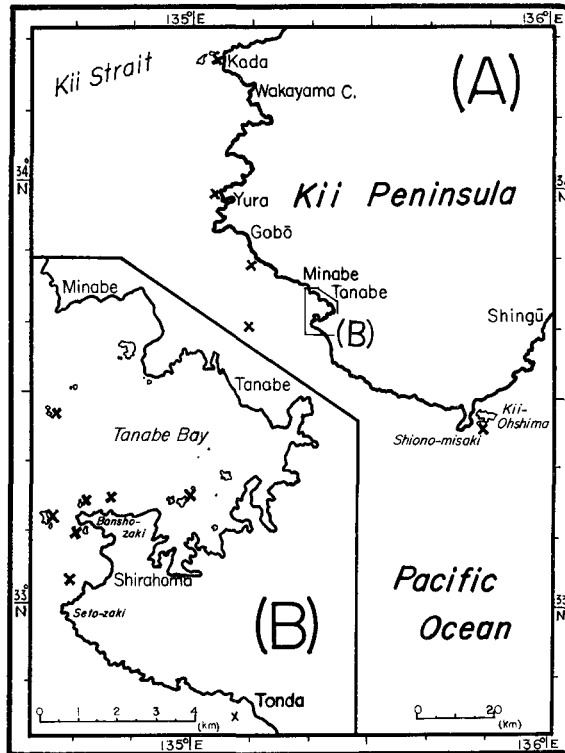 135°E
136°E
Kii Strait
Kada
(A)
Wakayama C.
34°
N
34°
N
Kii Peninsula
Yura
Gobō
Minabe
Tanabe
Minabe
(B)
Shingū
Tanabe
Kii-
Ohshima
Shiono-misaki
Tanabe Bay
Bansho-
zaki
Shirahama
Pacific
Ocean
33°
N
33°
N
Seto-zaki
(B)
Tonda
0 1 2 3 4
(km)
0 20
(km)
135°E
136°E